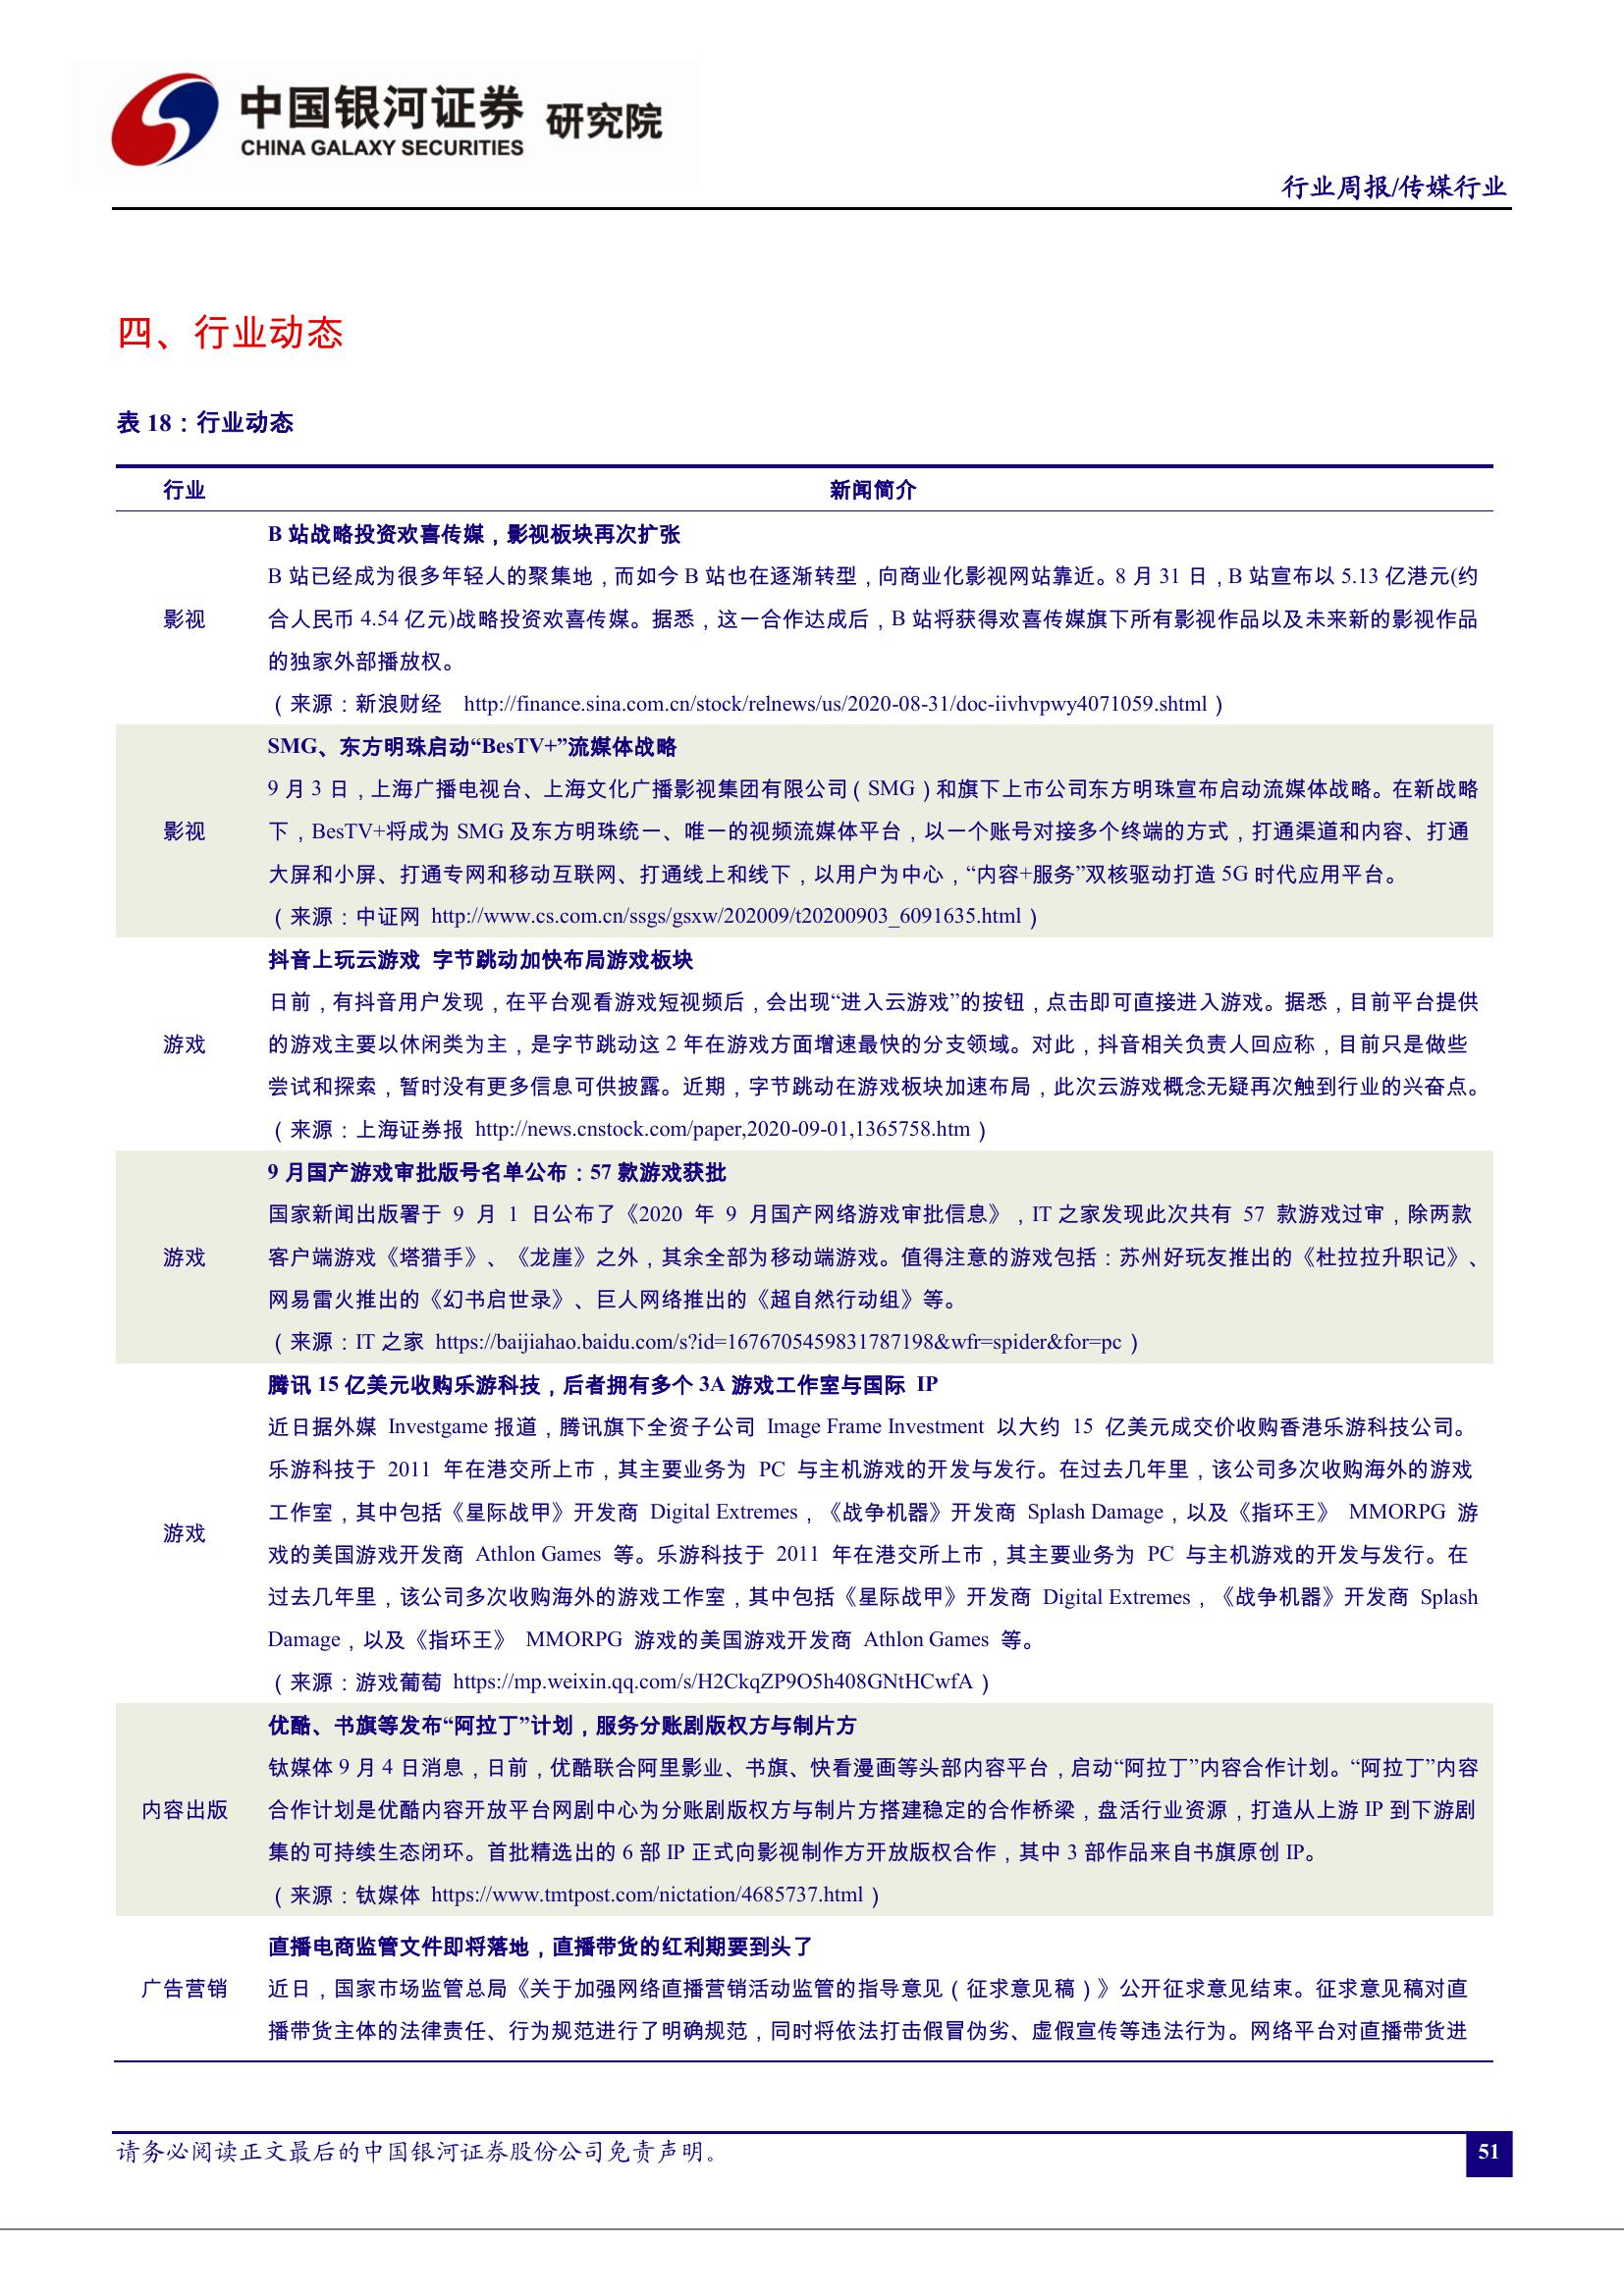 中国银河证券 研究院
CHINA GALAXY SECURITIES
行业周报/传媒行业
四、行业动态
表 18：行业动态
行业 新闻简介
B 站战略投资欢喜传媒，影视板块再次扩张
B 站已经成为很多年轻人的聚集地，而如今 B 站也在逐渐转型，向商业化影视网站靠近。8 月 31 日，B 站宣布以 5.13 亿港元(约
影视
合人民币 4.54 亿元)战略投资欢喜传媒。据悉，这一合作达成后，B 站将获得欢喜传媒旗下所有影视作品以及未来新的影视作品
的独家外部播放权。
（来源：新浪财经 http://finance.sina.com.cn/stock/relnews/us/2020-08-31/doc-iivhvpwy4071059.shtml）
SMG、东方明珠启动“BesTV+”流媒体战略
9 月 3 日，上海广播电视台、上海文化广播影视集团有限公司（SMG）和旗下上市公司东方明珠宣布启动流媒体战略。在新战略
影视
下，BesTV+将成为 SMG 及东方明珠统一、唯一的视频流媒体平台，以一个账号对接多个终端的方式，打通渠道和内容、打通
大屏和小屏、打通专网和移动互联网、打通线上和线下，以用户为中心，“内容+服务”双核驱动打造 5G 时代应用平台。
（来源：中证网 http://www.cs.com.cn/ssgs/gsxw/202009/t20200903_6091635.html）
抖音上玩云游戏 字节跳动加快布局游戏板块
日前，有抖音用户发现，在平台观看游戏短视频后，会出现“进入云游戏”的按钮，点击即可直接进入游戏。据悉，目前平台提供
游戏
的游戏主要以休闲类为主，是字节跳动这 2 年在游戏方面增速最快的分支领域。对此，抖音相关负责人回应称，目前只是做些
尝试和探索，暂时没有更多信息可供披露。近期，字节跳动在游戏板块加速布局，此次云游戏概念无疑再次触到行业的兴奋点。
（来源：上海证券报 http://news.cnstock.com/paper,2020-09-01,1365758.htm）
9 月国产游戏审批版号名单公布：57 款游戏获批
国家新闻出版署于 9 月 1 日公布了《2020 年 9 月国产网络游戏审批信息》，IT 之家发现此次共有 57 款游戏过审，除两款
游戏
客户端游戏《塔猎手》、《龙崖》之外，其余全部为移动端游戏。值得注意的游戏包括：苏州好玩友推出的《杜拉拉升职记》、
网易雷火推出的《幻书启世录》、巨人网络推出的《超自然行动组》等。
（来源：IT 之家 https://baijiahao.baidu.com/s?id=1676705459831787198&wfr=spider&for=pc）
腾讯 15 亿美元收购乐游科技，后者拥有多个 3A 游戏工作室与国际 IP
近日据外媒 Investgame 报道，腾讯旗下全资子公司 Image Frame Investment 以大约 15 亿美元成交价收购香港乐游科技公司。
乐游科技于 2011 年在港交所上市，其主要业务为 PC 与主机游戏的开发与发行。在过去几年里，该公司多次收购海外的游戏
工作室，其中包括《星际战甲》开发商 Digital Extremes，《战争机器》开发商 Splash Damage，以及《指环王》 MMORPG 游
游戏
戏的美国游戏开发商 Athlon Games 等。乐游科技于 2011 年在港交所上市，其主要业务为 PC 与主机游戏的开发与发行。在
过去几年里，该公司多次收购海外的游戏工作室，其中包括《星际战甲》开发商 Digital Extremes，《战争机器》开发商 Splash
Damage，以及《指环王》 MMORPG 游戏的美国游戏开发商 Athlon Games 等。
（来源：游戏葡萄 https://mp.weixin.qq.com/s/H2CkqZP9O5h408GNtHCwfA）
优酷、书旗等发布“阿拉丁”计划，服务分账剧版权方与制片方
钛媒体 9 月 4 日消息，日前，优酷联合阿里影业、书旗、快看漫画等头部内容平台，启动“阿拉丁”内容合作计划。“阿拉丁”内容
内容出版
合作计划是优酷内容开放平台网剧中心为分账剧版权方与制片方搭建稳定的合作桥梁，盘活行业资源，打造从上游 IP 到下游剧
集的可持续生态闭环。首批精选出的 6 部 IP 正式向影视制作方开放版权合作，其中 3 部作品来自书旗原创 IP。
（来源：钛媒体 https://www.tmtpost.com/nictation/4685737.html）
直播电商监管文件即将落地，直播带货的红利期要到头了
广告营销
近日，国家市场监管总局《关于加强网络直播营销活动监管的指导意见（征求意见稿）》公开征求意见结束。征求意见稿对直
播带货主体的法律责任、行为规范进行了明确规范，同时将依法打击假冒伪劣、虚假宣传等违法行为。网络平台对直播带货进
请务必阅读正文最后的中国银河证券股份公司免责声明。
51